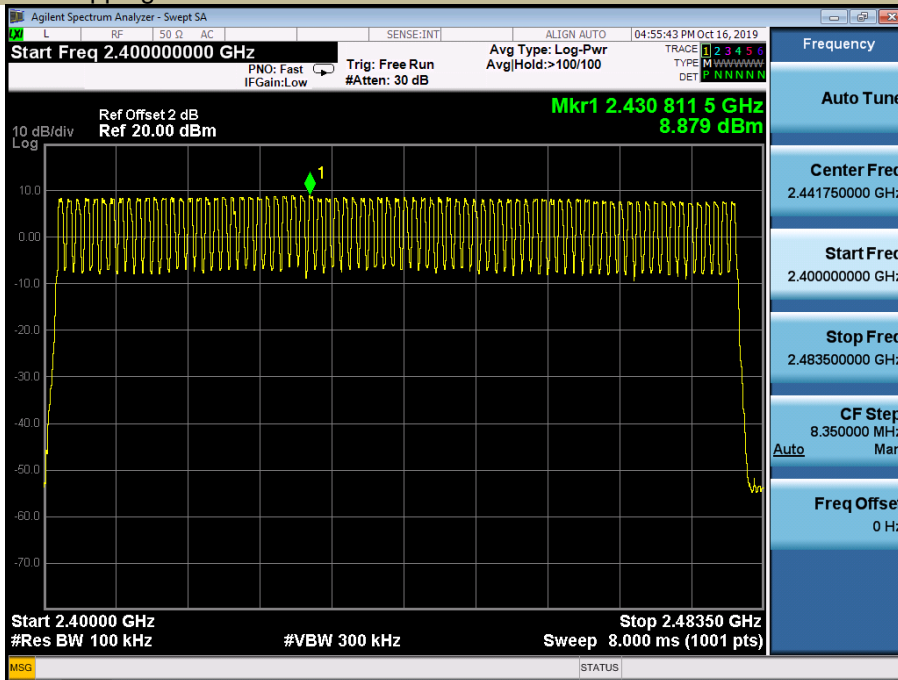 Agilent Spectrum Analyzer - Swept SA
LXI L RF 50 Ω AC SENSE:INT ALIGN AUTO 04:55:43 PM Oct 16, 2019
Start Freq 2.400000000 GHz
PNO: Fast
IFGain:Low
Trig: Free Run
#Atten: 30 dB
Avg Type: Log-Pwr
Avg|Hold:>100/100
TRACE 1 2 3 4 5 6
TYPE M WWWWW
DET P N N N N N
Frequency
Ref Offset 2 dB
10 dB/div Ref 20.00 dBm
Log
Mkr1 2.430 811 5 GHz
8.879 dBm
1
10.0
0.00
-10.0
-20.0
-30.0
-40.0
-50.0
-60.0
-70.0
Start 2.40000 GHz
Stop 2.48350 GHz
#Res BW 100 kHz
#VBW 300 kHz
Sweep 8.000 ms (1001 pts)
Auto Tune
Center Freq
2.441750000 GHz
Start Freq
2.400000000 GHz
Stop Freq
2.483500000 GHz
CF Step
8.350000 MHz
Auto Man
Freq Offset
0 Hz
MSG
STATUS